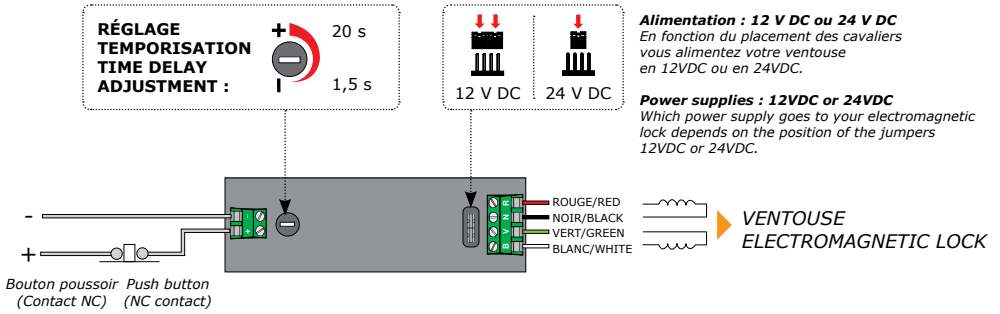 RÉGLAGE
TEMPORISATION
TIME DELAY
ADJUSTMENT :
+ 20 s
- 1,5 s
12 V DC
24 V DC
Alimentation : 12 V DC ou 24 V DC
En fonction du placement des cavaliers
vous alimentez votre ventouse
en 12VDC ou en 24VDC.
Power supplies : 12VDC or 24VDC
Which power supply goes to your electromagnetic
lock depends on the position of the jumpers
12VDC or 24VDC.
-
+
- +
R N V B
ROUGE/RED
NOIR/BLACK
VERT/GREEN
BLANC/WHITE
VENTOUSE
ELECTROMAGNETIC LOCK
Bouton poussoir
(Contact NC)
Push button
(NC contact)